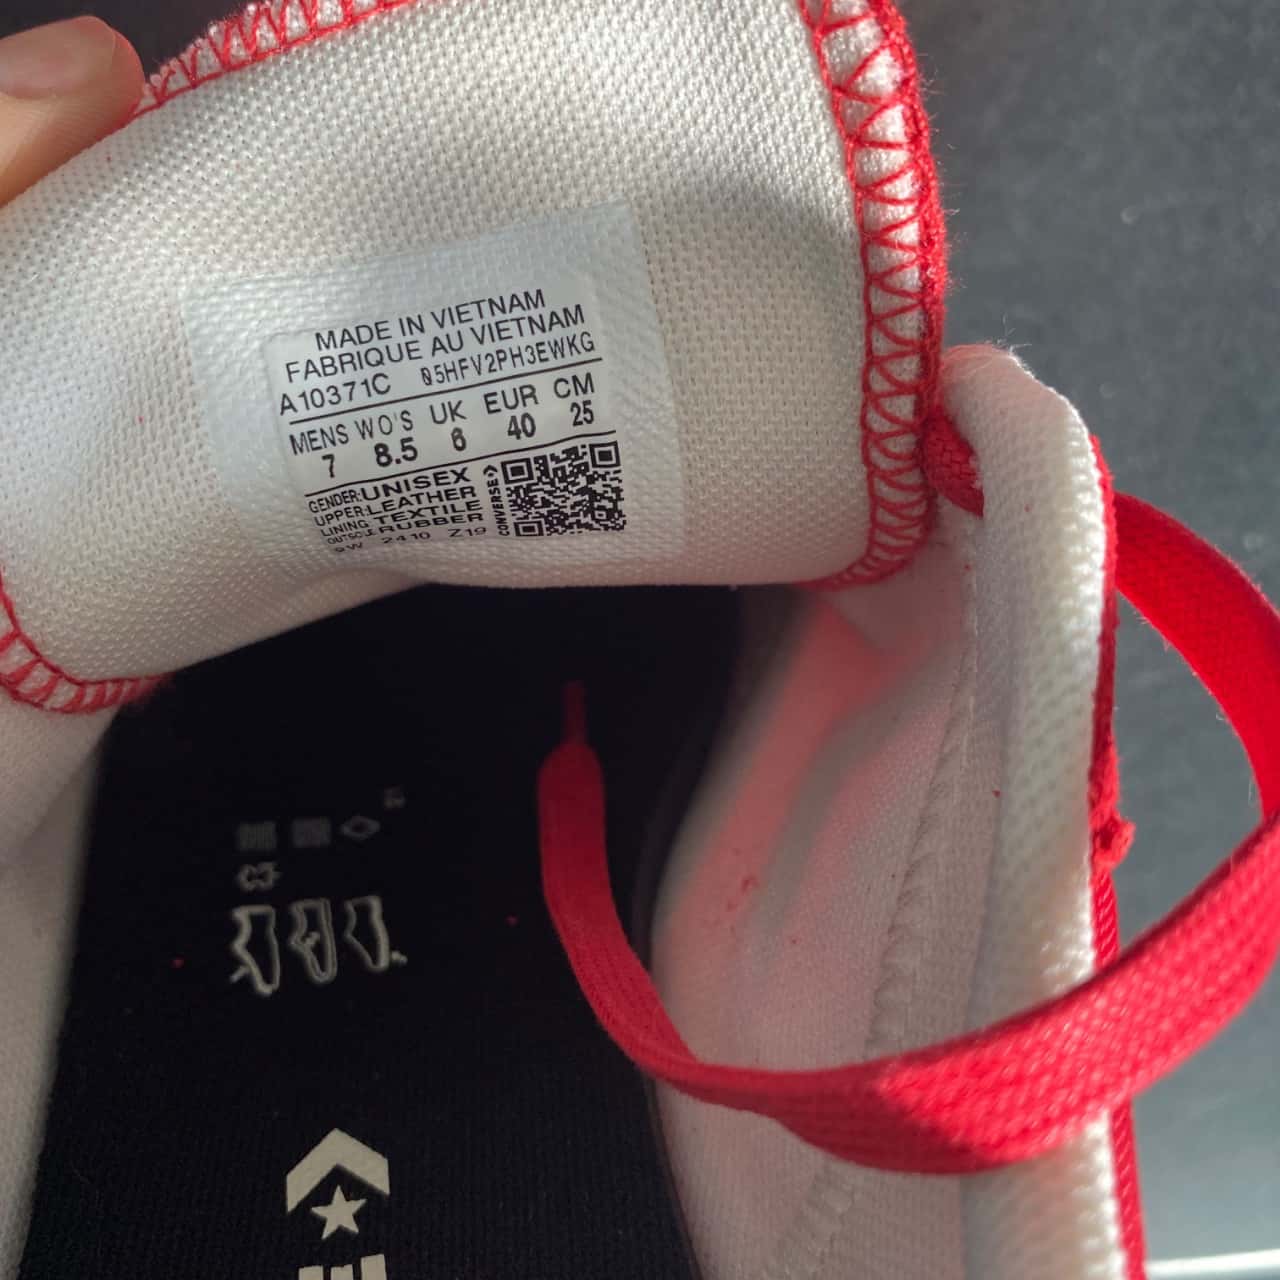 MADE IN VIETNAM
FABRIQUE AU VIETNAM
A10371C Q5HFV2PH3EWKG
MENS WO'S UK EUR CM
7 8.5 6 40 25
GENDER:UNISEX
UPPER:LEATHER
LINING TEXTILE
OUTSOLE RUBBER
9W 2410 Z19
CONVERSE